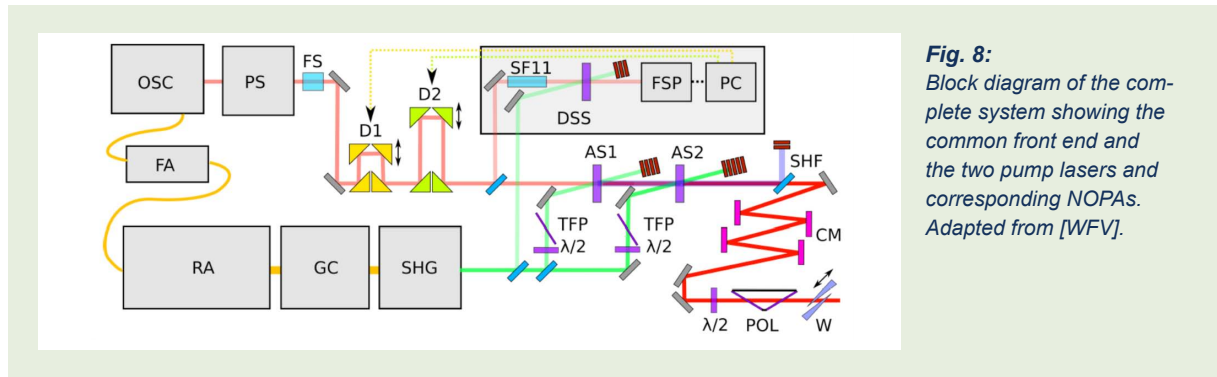 OSC
PS
FS
D1
D2
SF11
FSP
PC
DSS
FA
AS1
AS2
SHF
TFP
λ/2
TFP
λ/2
CM
RA
GC
SHG
λ/2
POL
W
Fig. 8:
Block diagram of the com-
plete system showing the
common front end and
the two pump lasers and
corresponding NOPAs.
Adapted from [WFV].